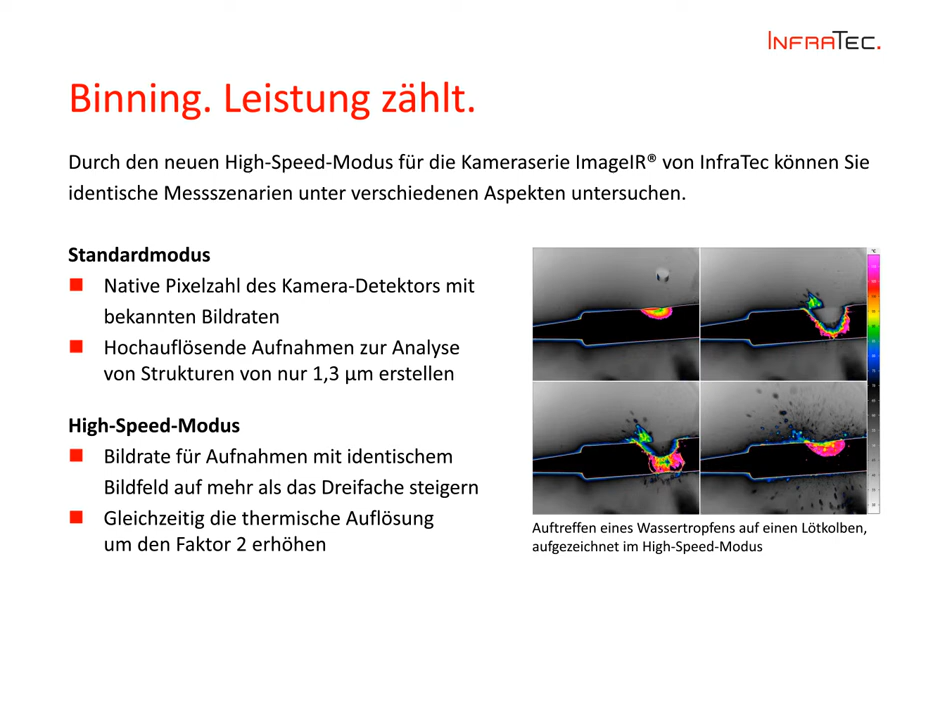 INFRATEC.
Binning. Leistung zählt.
Durch den neuen High-Speed-Modus für die Kameraserie ImageIR® von InfraTec können Sie
identische Messszenarien unter verschiedenen Aspekten untersuchen.
Standardmodus
Native Pixelzahl des Kamera-Detektors mit
bekannten Bildraten
Hochauflösende Aufnahmen zur Analyse
von Strukturen von nur 1,3 µm erstellen
High-Speed-Modus
Bildrate für Aufnahmen mit identischem
Bildfeld auf mehr als das Dreifache steigern
Gleichzeitig die thermische Auflösung
um den Faktor 2 erhöhen
°C
Auftreffen eines Wassertropfens auf einen Lötkolben,
aufgezeichnet im High-Speed-Modus